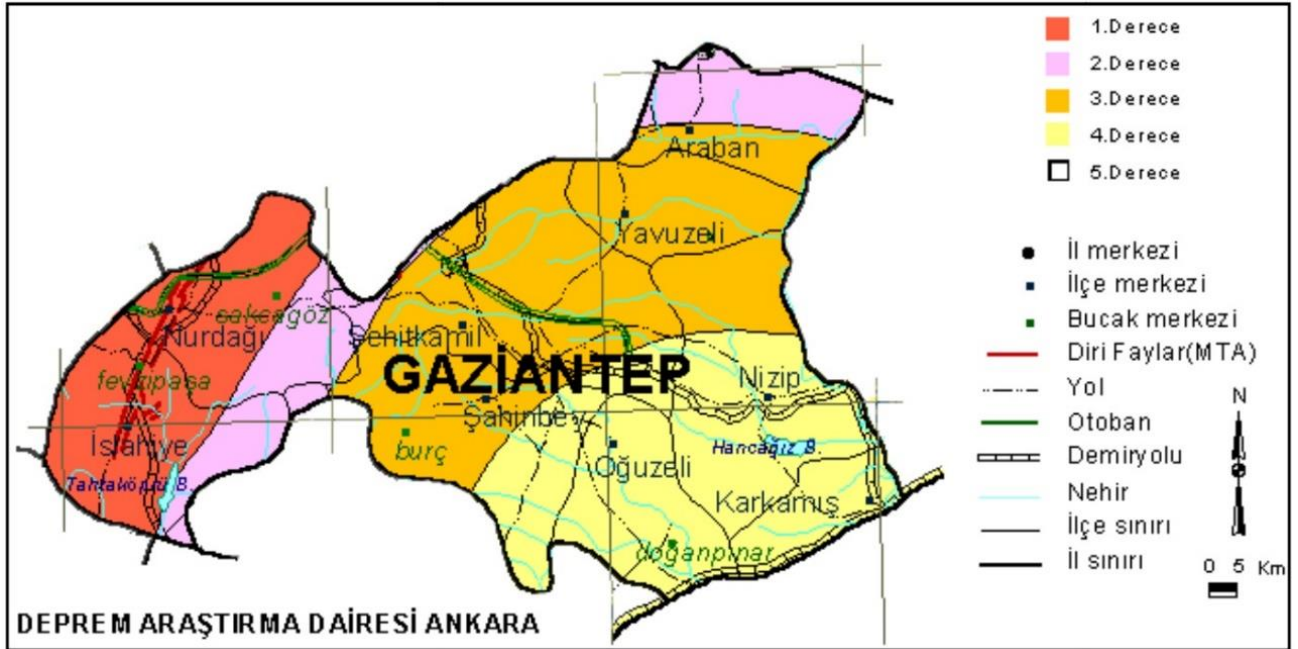 1.Derece
2.Derece
3.Derece
4.Derece
5.Derece
İl merkezi
İlçe merkezi
Bucak merkezi
Diri Faylar(MTA)
Yol
Otoban
Demiryolu
Nehir
İlçe sınırı
İl sınırı
N
0 5 Km
Araban
Yavuzeli
sakcagöz
Nurdağı
Şehitkamil
GAZİANTEP
fevzipaşa
Nizip
Şahinbey
İslahiye
burç
Oğuzeli
Hancağız B.
Tahtaköprü B.
Karkamış
doğanpınar
DEPREM ARAŞTIRMA DAİRESİ ANKARA